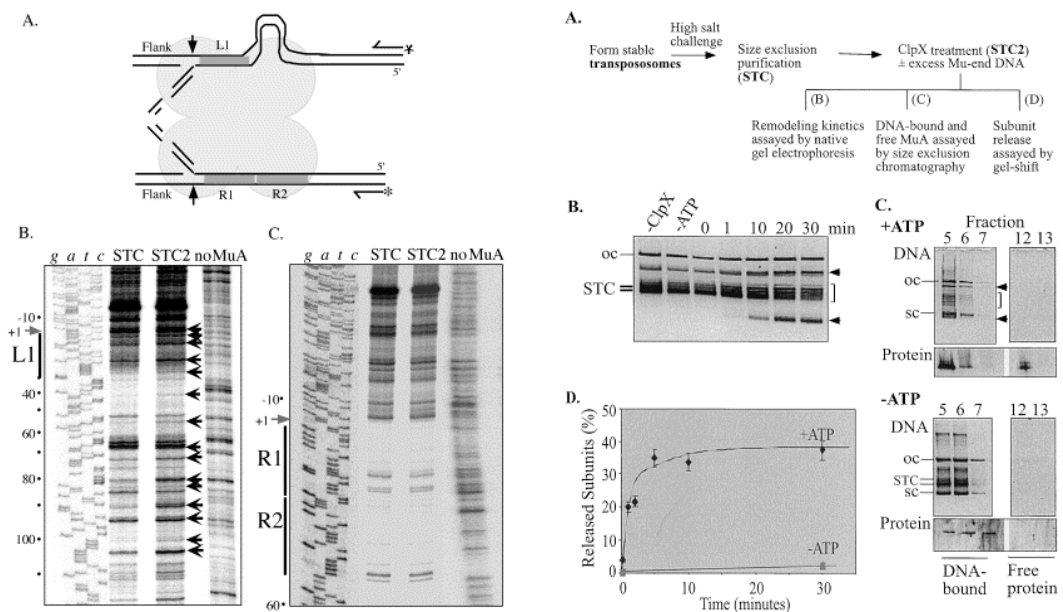 A.
Flank
L1
5'
5'
Flank
R1
R2
*
B.
g a t c
STC STC2 no MuA
-10
+1
L1
40
60
80
100
C.
g a t c
STC STC2 no MuA
-10
+1
R1
R2
60
A.
Form stable
transpososomes
High salt
challenge
Size exclusion
purification
(STC)
ClpX treatment (STC2)
± excess Mu-end DNA
(B)
(C)
(D)
Remodeling kinetics
assayed by native
gel electrophoresis
DNA-bound and
free MuA assayed
by size exclusion
chromatography
Subunit
release
assayed by
gel-shift
B.
-ClpX -ATP 0 1 10 20 30 min
oc
STC
C.
+ATP
Fraction
5 6 7 12 13
DNA
oc
sc
Protein
-ATP
5 6 7 12 13
DNA
oc
STC
sc
Protein
DNA-
bound
Free
protein
D.
Released Subunits (%)
50
40
30
20
10
0
+ATP
-ATP
0 10 20 30
Time (minutes)